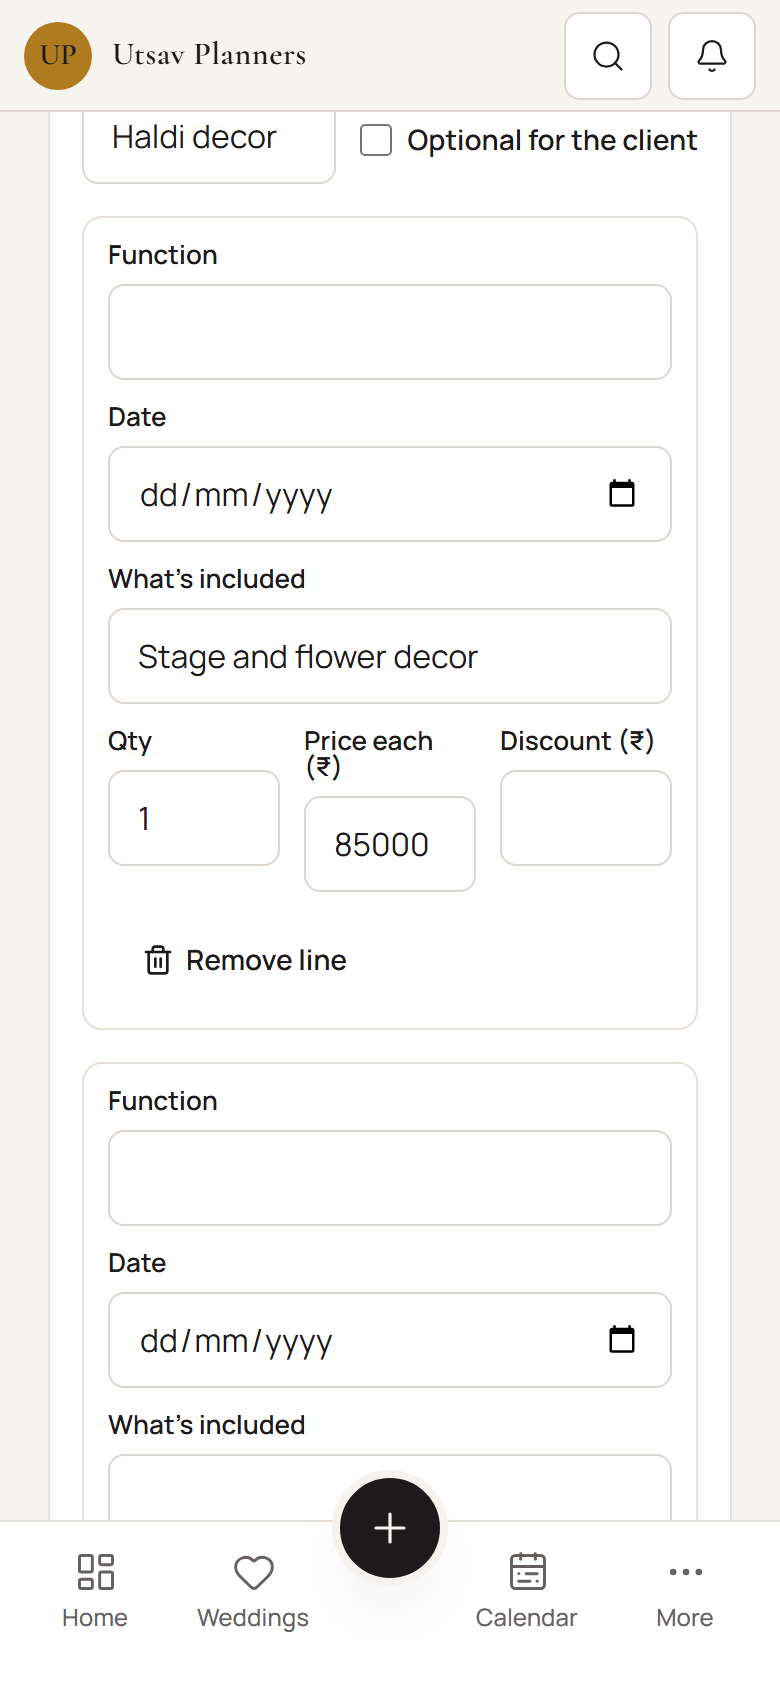 UP Utsav Planners
Haldi decor
Optional for the client
Function
Date
dd/mm/yyyy
What's included
Stage and flower decor
Qty
Price each
(₹)
Discount (₹)
1
85000
Remove line
Function
Date
dd/mm/yyyy
What's included
Home
Weddings
Calendar
More